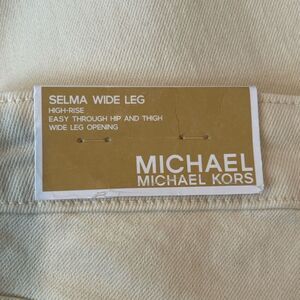 SELMA WIDE LEG
HIGH-RISE
EASY THROUGH HIP AND THIGH
WIDE LEG OPENING
MICHAEL
MICHAEL KORS